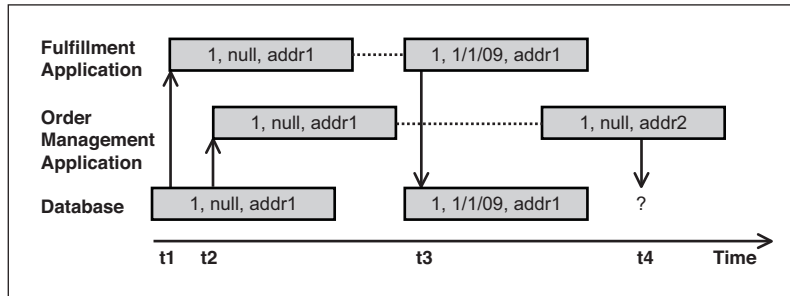 Fulfillment
Application
1, null, addr1
1, 1/1/09, addr1
Order
Management
Application
1, null, addr1
1, null, addr2
Database
1, null, addr1
1, 1/1/09, addr1
?
t1
t2
t3
t4
Time